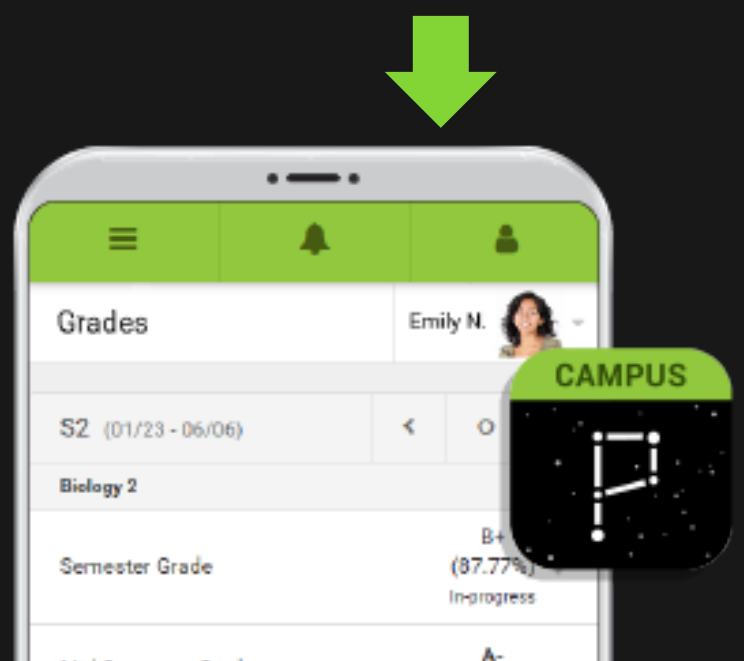 Grades
Emily N.
CAMPUS
S2 (01/23 - 06/06)
Biology 2
Semester Grade
B+
(87.77%)
In-progress
A-